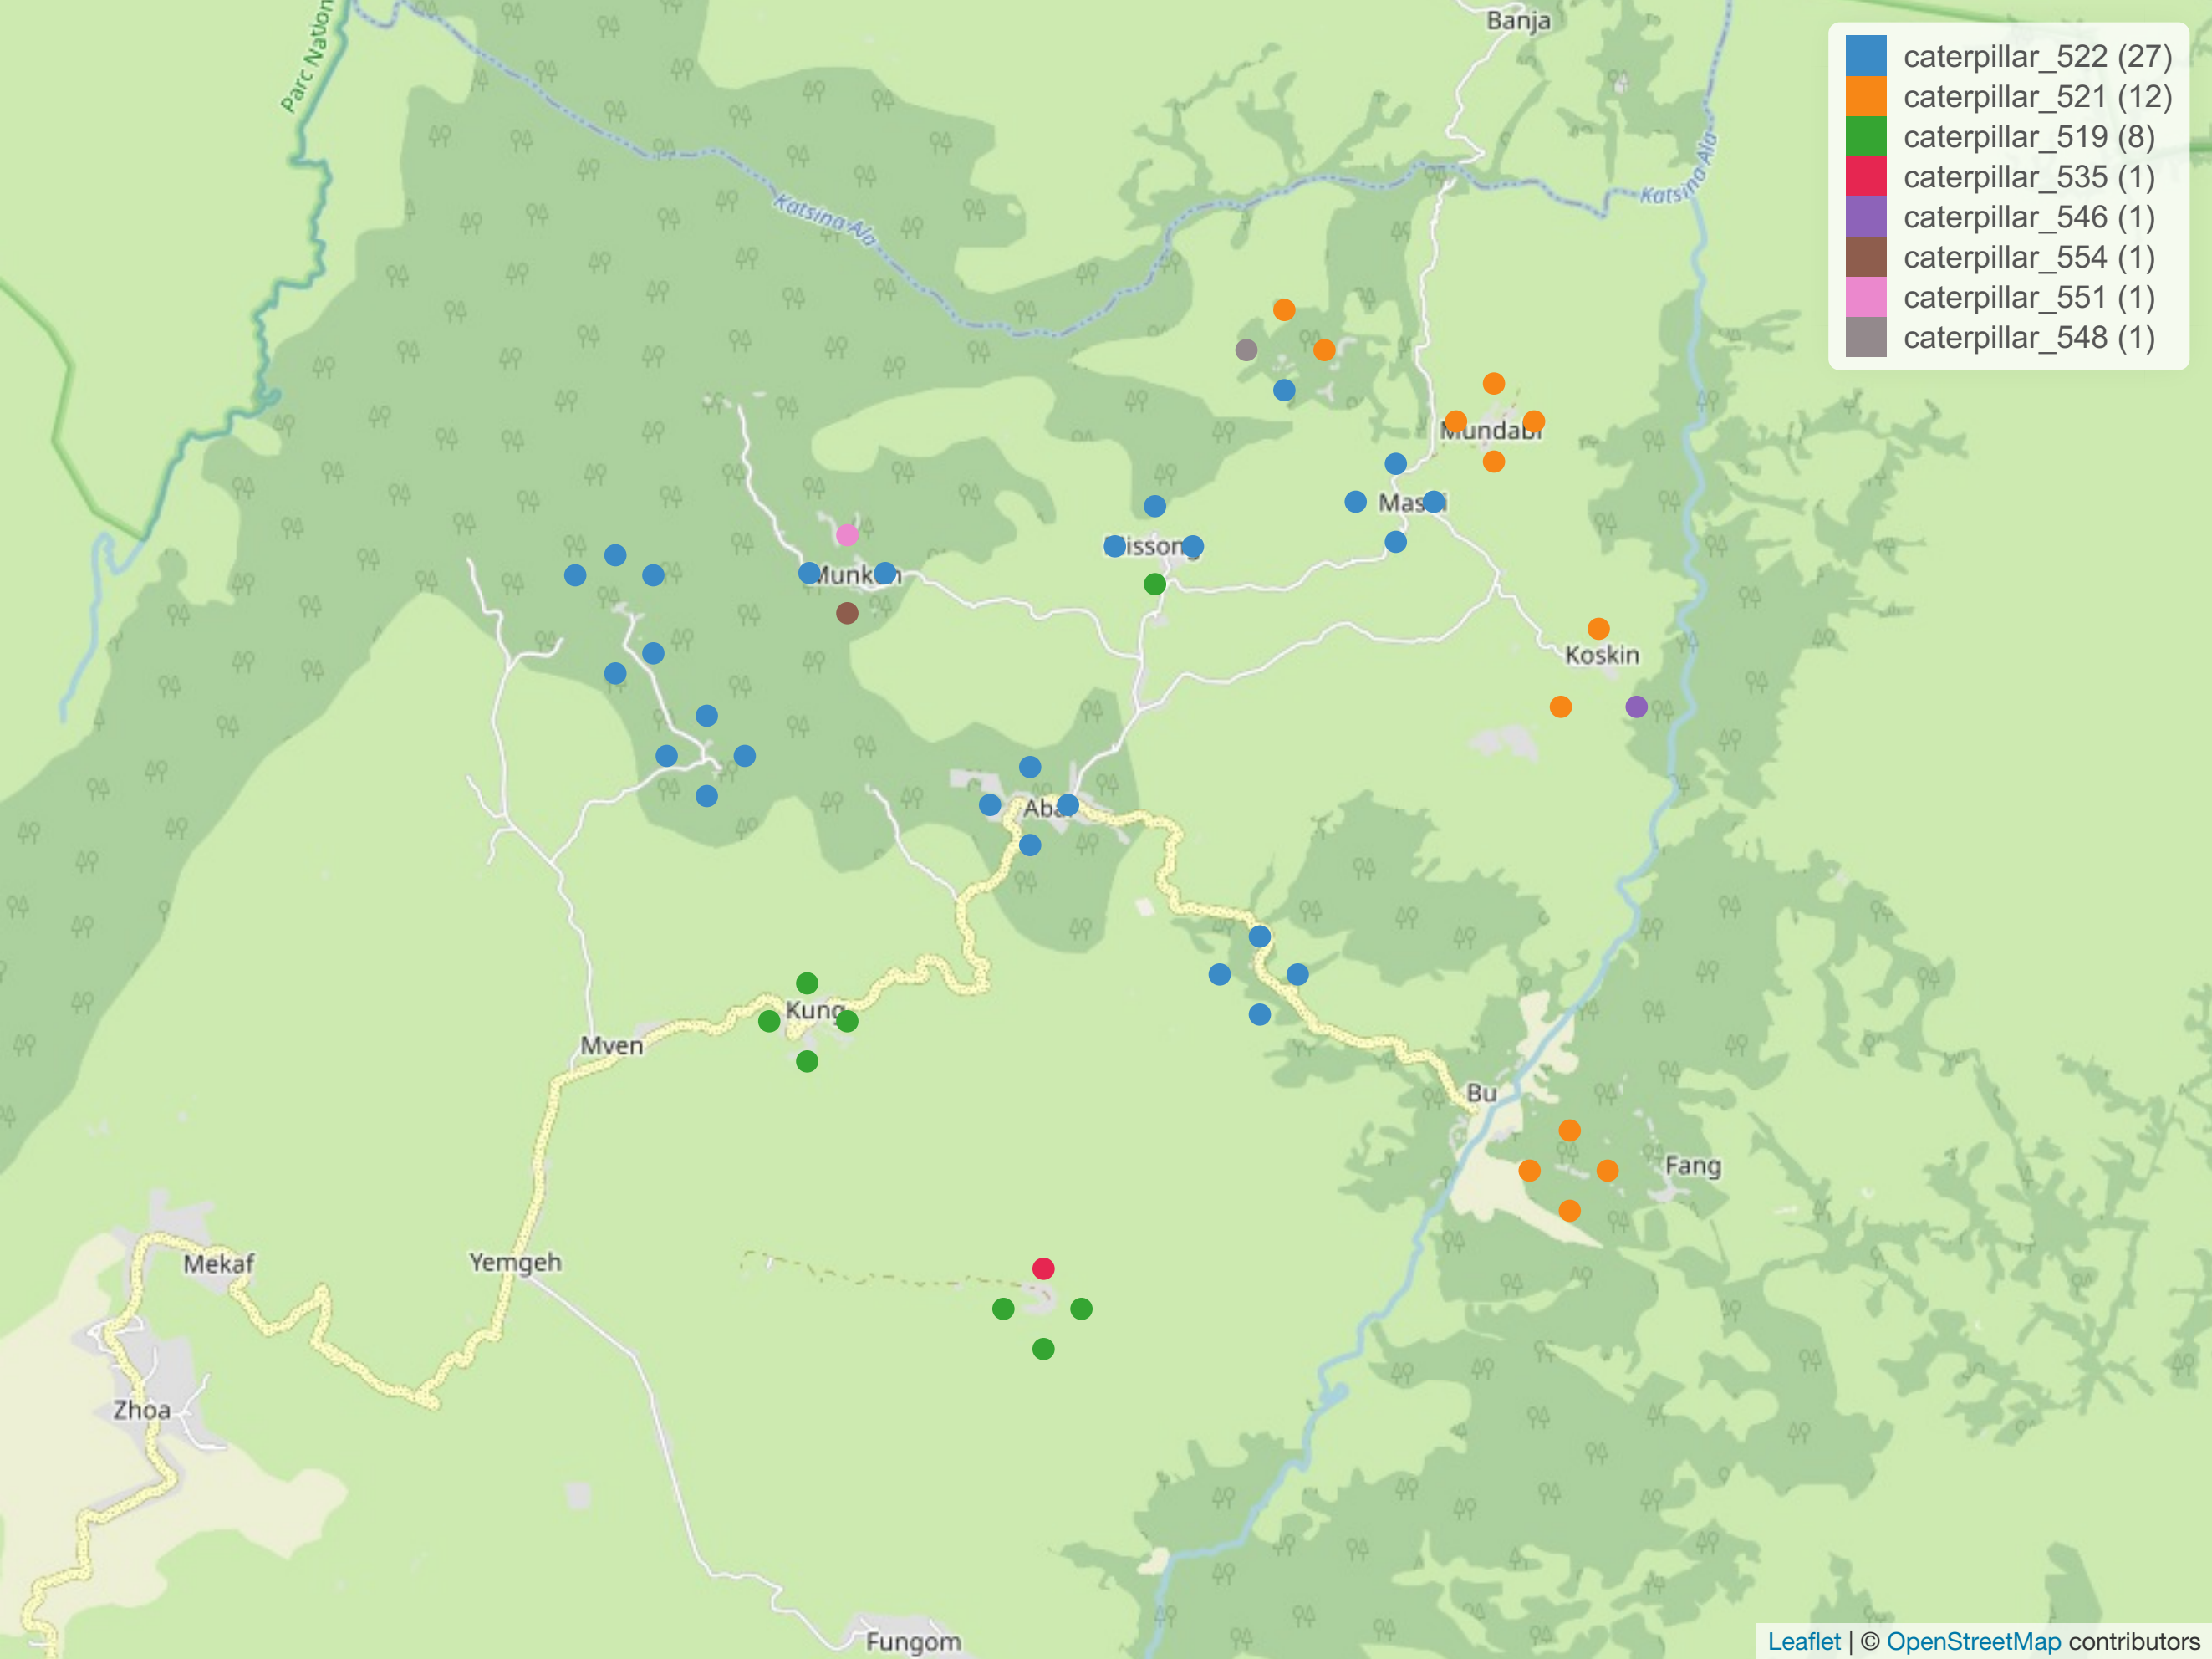 Parc Nation
Banja
caterpillar_522 (27)
caterpillar_521 (12)
caterpillar_519 (8)
caterpillar_535 (1)
caterpillar_546 (1)
caterpillar_554 (1)
caterpillar_551 (1)
caterpillar_548 (1)
Katsina-Ala
Katsina-Ala
Mundabi
Koskin
Kung
Mven
Bu
Fang
Mekaf
Yemgeh
Zhoa
Fungom
Leaflet | © OpenStreetMap contributors